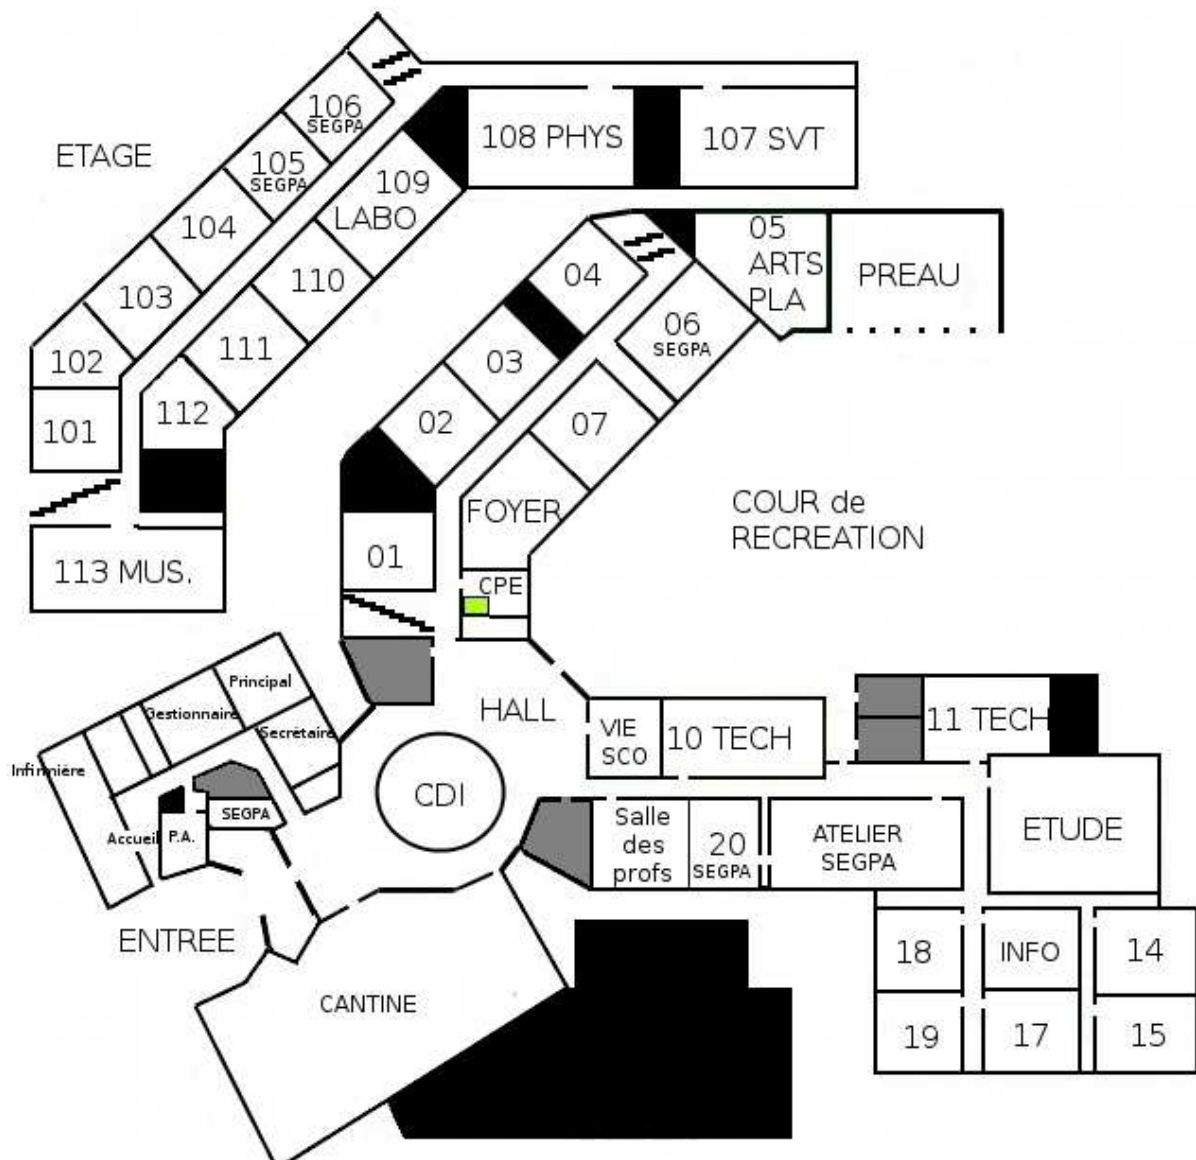 106
SEGPA
108 PHYS
107 SVT
ETAGE
105
SEGPA
109
LABO
104
110
103
111
102
112
101
113 MUS.
05
ARTS
PLA
PREAU
04
06
SEGPA
03
02
07
FOYER
COUR de
RECREATION
01
CPE
Principal
Gestionnaire
Secrétaire
Infirmière
HALL
VIE
SCO
10 TECH
11 TECH
CDI
SEGPA
Accueil
P.A.
Salle
des
profs
20
SEGPA
ATELIER
SEGPA
ETUDE
ENTREE
CANTINE
18
INFO
14
19
17
15